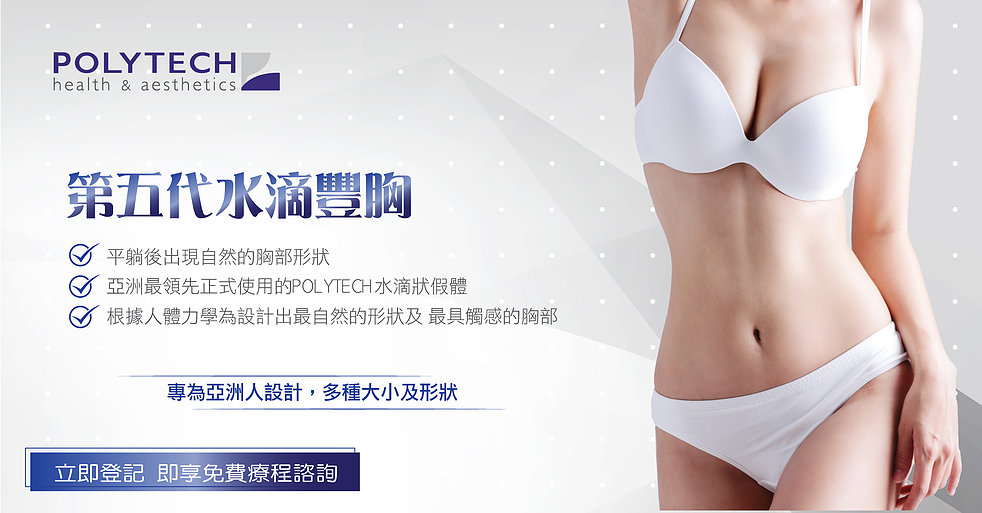 POLYTECH
health & aesthetics
第五代水滴豐胸
平躺後出現自然的胸部形狀
亞洲最領先正式使用的POLYTECH 水滴狀假體
根據人體力學為設計出最自然的形狀及 最具觸感的胸部
專為亞洲人設計，多種大小及形狀
立即登記 即享免費療程諮詢